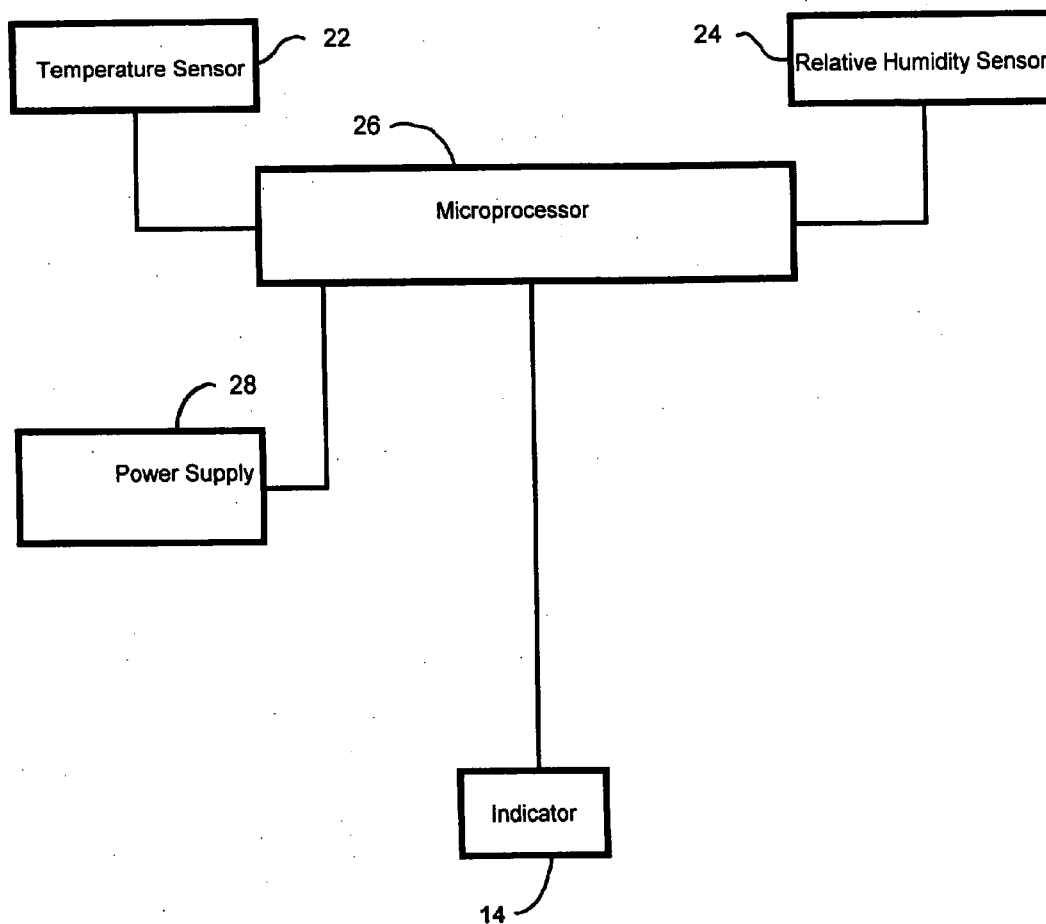 22
24
Temperature Sensor
Relative Humidity Sensor
26
Microprocessor
28
Power Supply
Indicator
14